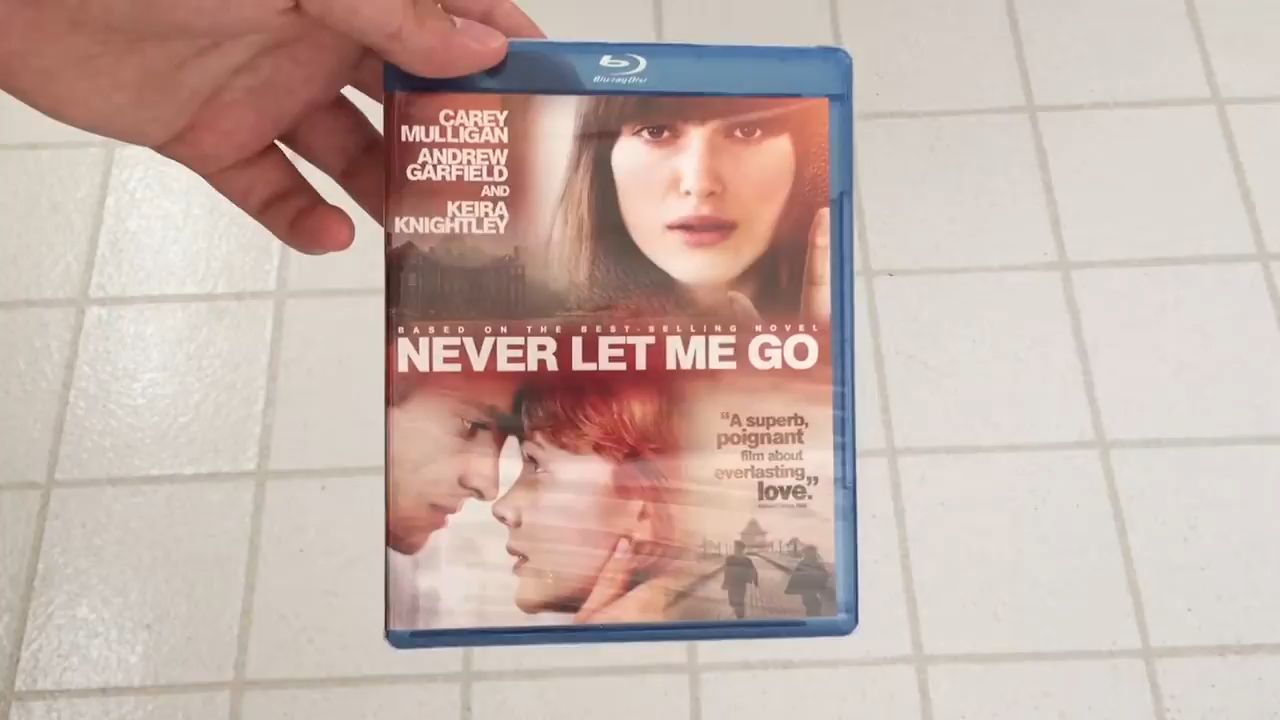 Blu-ray Disc
CAREY
MULLIGAN
ANDREW
GARFIELD
AND
KEIRA
KNIGHTLEY
BASED ON THE BEST-SELLING NOVEL
NEVER LET ME GO
“A superb,
poignant
film about
everlasting
love.”